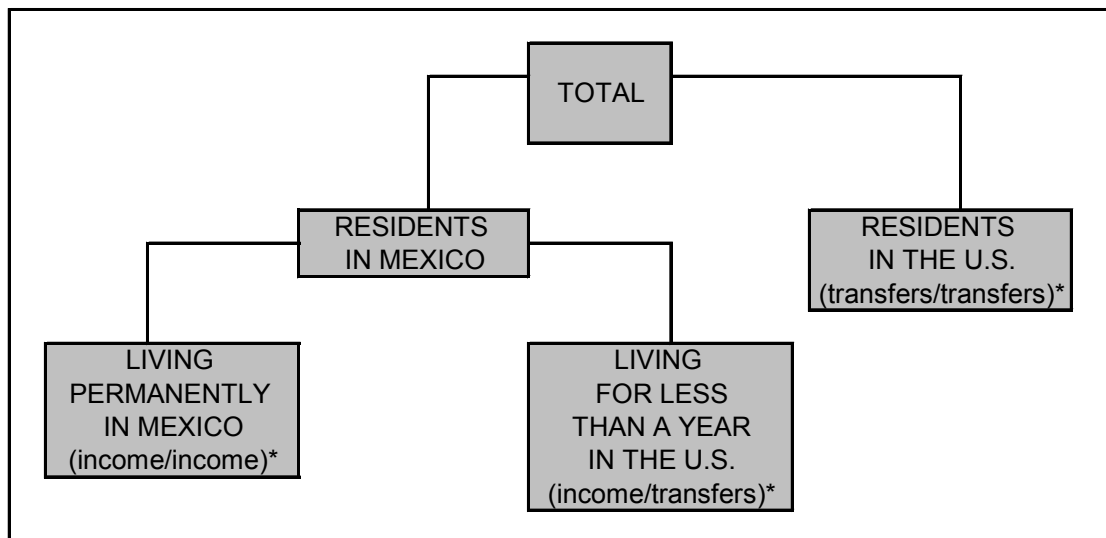 TOTAL
RESIDENTS
IN MEXICO
RESIDENTS
IN THE U.S.
(transfers/transfers)*
LIVING
PERMANENTLY
IN MEXICO
(income/income)*
LIVING
FOR LESS
THAN A YEAR
IN THE U.S.
(income/transfers)*